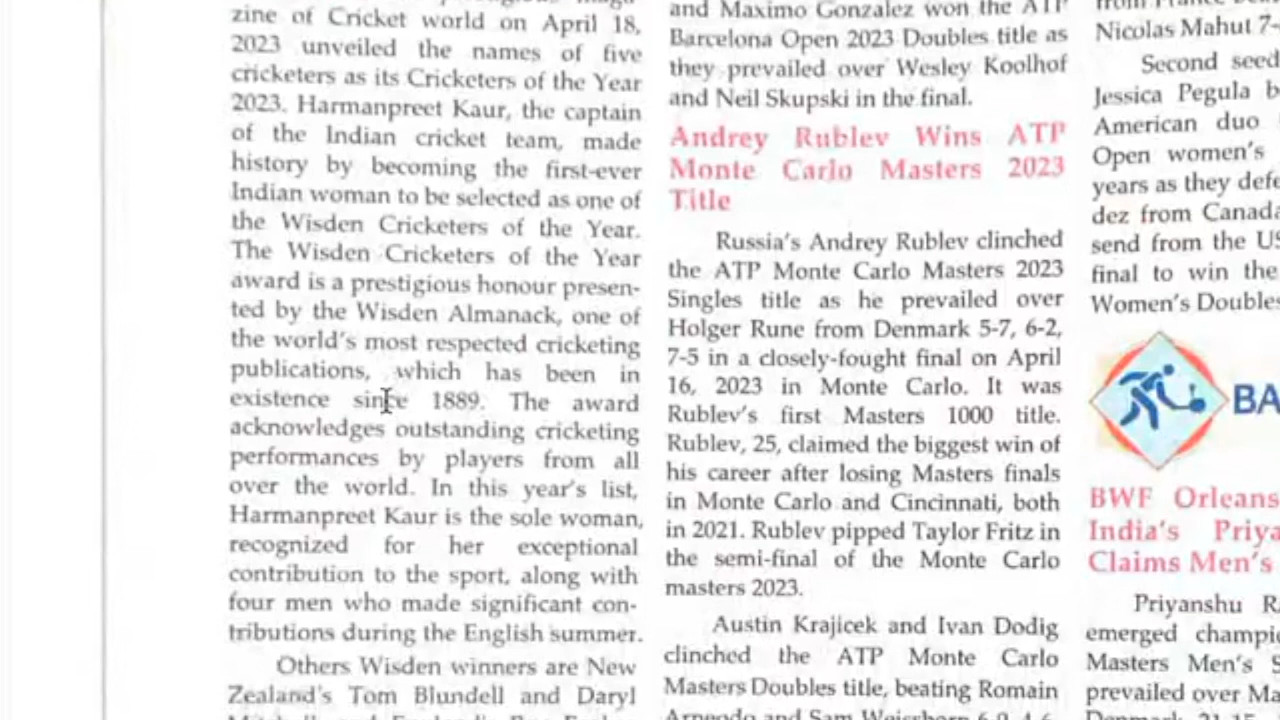 zine of Cricket world on April 18,
2023 unveiled the names of five
cricketers as its Cricketers of the Year
2023. Harmanpreet Kaur, the captain
of the Indian cricket team, made
history by becoming the first-ever
Indian woman to be selected as one of
the Wisden Cricketers of the Year.
The Wisden Cricketers of the Year
award is a prestigious honour presen-
ted by the Wisden Almanack, one of
the world's most respected cricketing
publications, which has been in
existence since 1889. The award
acknowledges outstanding cricketing
performances by players from all
over the world. In this year's list,
Harmanpreet Kaur is the sole woman,
recognized for her exceptional
contribution to the sport, along with
four men who made significant con-
tributions during the English summer.
Others Wisden winners are New
Zealand's Tom Blundell and Daryl
and Maximo Gonzalez won the ATP
Barcelona Open 2023 Doubles title as
they prevailed over Wesley Koolhof
and Neil Skupski in the final.
Andrey Rublev Wins ATP
Monte Carlo Masters 2023
Title
Russia's Andrey Rublev clinched
the ATP Monte Carlo Masters 2023
Singles title as he prevailed over
Holger Rune from Denmark 5-7, 6-2,
7-5 in a closely-fought final on April
16, 2023 in Monte Carlo. It was
Rublev's first Masters 1000 title.
Rublev, 25, claimed the biggest win of
his career after losing Masters finals
in Monte Carlo and Cincinnati, both
in 2021. Rublev pipped Taylor Fritz in
the semi-final of the Monte Carlo
masters 2023.
Austin Krajicek and Ivan Dodig
clinched the ATP Monte Carlo
Masters Doubles title, beating Romain
Nicolas Mahut 7-
Second seed
Jessica Pegula b
American duo
Open women's
years as they defe
dez from Canada
send from the US
final to win the
Women's Doubles
BA
BWF Orleans
India's Priya
Claims Men's
Priyanshu R
emerged champi
Masters Men's S
prevailed over Ma